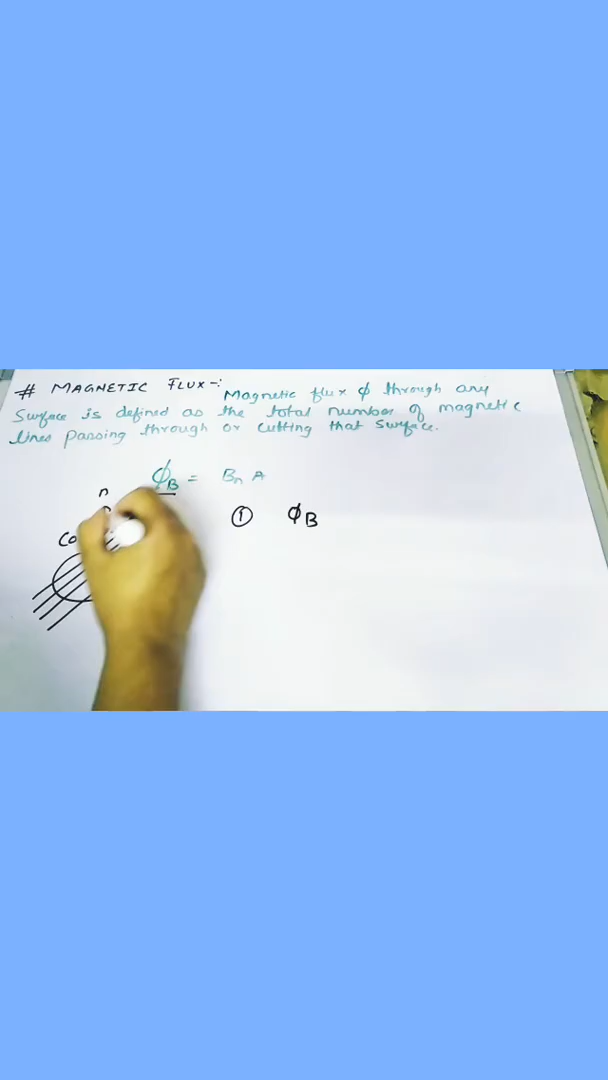 # MAGNETIC FLUX -: Magnetic flux ϕ through any
Surface is defined as the total number of magnetic
lines passing through or cutting that surface.
ϕB = Bn A
n
① ϕB